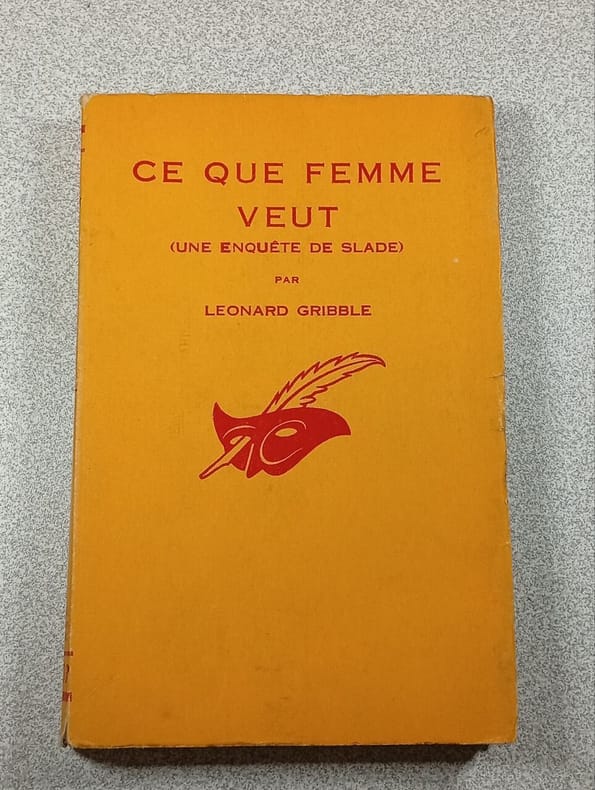 CE QUE FEMME
VEUT
(UNE ENQUÊTE DE SLADE)
PAR
LEONARD GRIBBLE